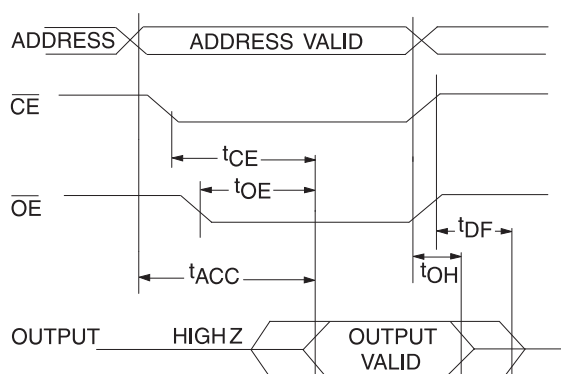 ADDRESS ADDRESS VALID
CE
tCE
tOE
OE
tDF
tACC
tOH
OUTPUT HIGH Z OUTPUT
VALID